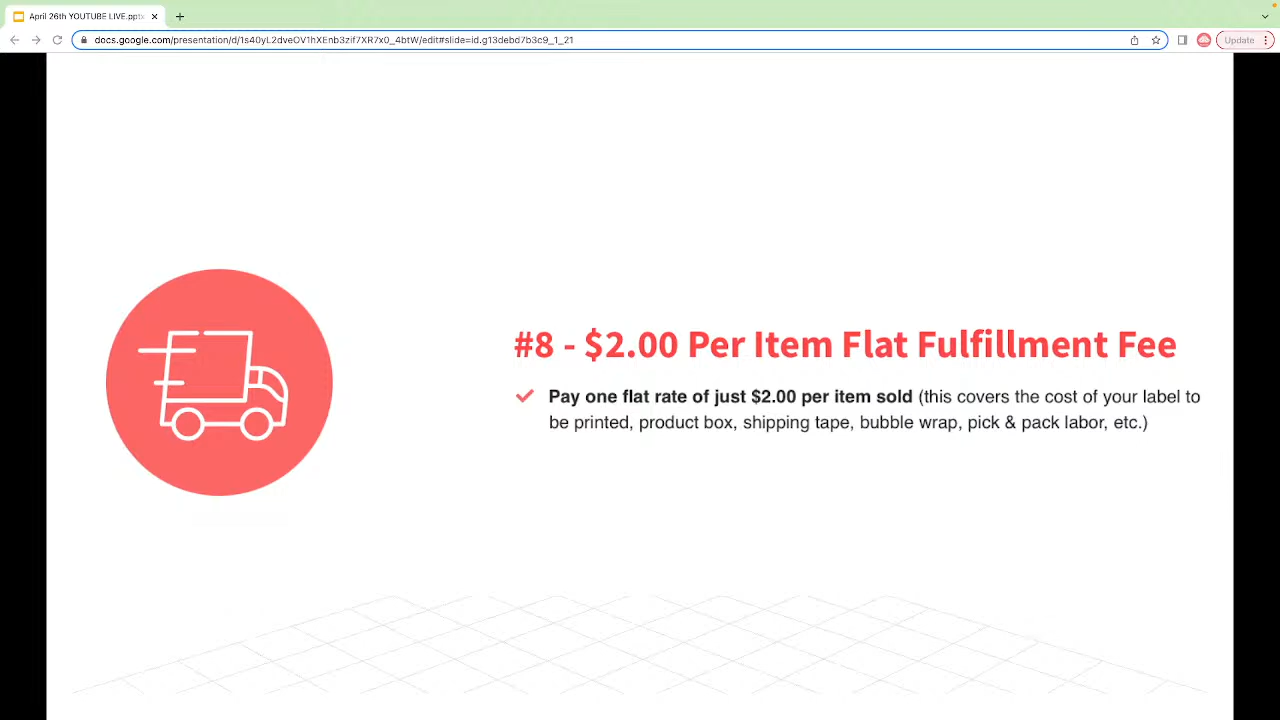 April 26th YOUTUBE LIVE.pptx
docs.google.com/presentation/d/1s40yL2dveOV1hXEnb3zif7XR7x0_4btW/edit#slide=id.g13debd7b3c9_1_21
Update
#8 - $2.00 Per Item Flat Fulfillment Fee
Pay one flat rate of just $2.00 per item sold (this covers the cost of your label to
be printed, product box, shipping tape, bubble wrap, pick & pack labor, etc.)